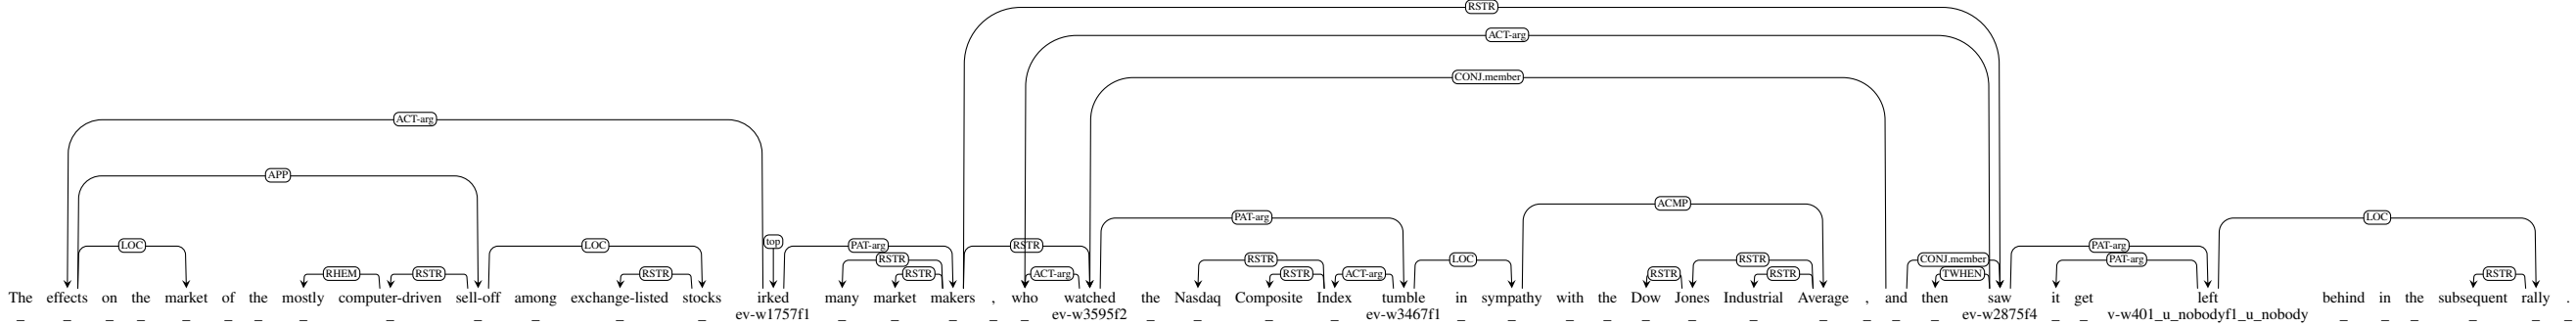 RSTR
ACT-arg
CONJ.member
ACT-arg
APP
ACMP
PAT-arg LOC
top
LOC LOC PAT-arg RSTR PAT-arg
RSTR RSTR LOC RSTR CONJ.member PAT-arg
RHEM RSTR RSTR RSTR ACT-arg RSTR ACT-arg RSTR RSTR TWHEN RSTR
The effects on the market of the mostly computer-driven sell-off among exchange-listed stocks irked many market makers , who watched the Nasdaq Composite Index tumble in sympathy with the Dow Jones Industrial Average , and then saw it get left behind in the subsequent rally .
_ _ _ _ _ _ _ _ _ _ _ _ _ ev-w1757f1 _ _ _ _ _ ev-w3595f2 _ _ _ _ ev-w3467f1 _ _ _ _ _ _ _ _ _ _ _ ev-w2875f4 _ _ v-w401_u_nobodyf1_u_nobody _ _ _ _ _ _